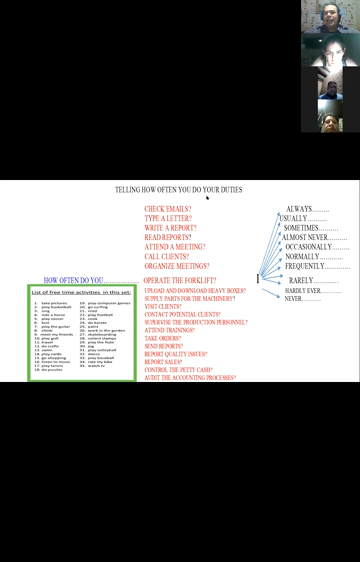 TELLING HOW OFTEN YOU DO YOUR DUTIES
CHECK EMAILS?
TYPE A LETTER?
WRITE A REPORT?
READ REPORTS?
ATTEND A MEETING?
CALL CLIENTS?
ORGANIZE MEETINGS?
HOW OFTEN DO YOU.................... OPERATE THE FORKLIFT?
UPLOAD AND DOWNLOAD HEAVY BOXES?
SUPPLY PARTS FOR THE MACHINERY?
VISIT CLIENTS?
CONTACT POTENTIAL CLIENTS?
SUPERVISE THE PRODUCTION PERSONNEL?
ATTEND TRAININGS?
TAKE ORDERS?
SEND REPORTS?
REPORT QUALITY ISSUES?
REPORT SALES?
CONTROL THE PETTY CASH?
AUDIT THE ACCOUNTING PROCESSES?
I
ALWAYS.........
USUALLY..........
SOMETIMES..........
ALMOST NEVER..........
OCCASIONALLY.........
NORMALLY............
FREQUENTLY..............
RARELY.............
HARDLY EVER............
NEVER............
List of free time activities in this set:
1. take pictures
2. play basketball
3. sing
4. ride a horse
5. play soccer
6. knit
7. play the guitar
8. climb
9. meet my friends
10. play golf
11. travel
12. do crafts
13. swim
14. play cards
15. go shopping
16. listen to music
17. play tennis
18. do puzzles
19. play computer games
20. go surfing
21. read
22. play football
23. cook
24. do karate
25. paint
26. work in the garden
27. skateboarding
28. collect stamps
29. play the flute
30. jog
31. play volleyball
32. dance
33. play baseball
34. ride my bike
35. watch tv